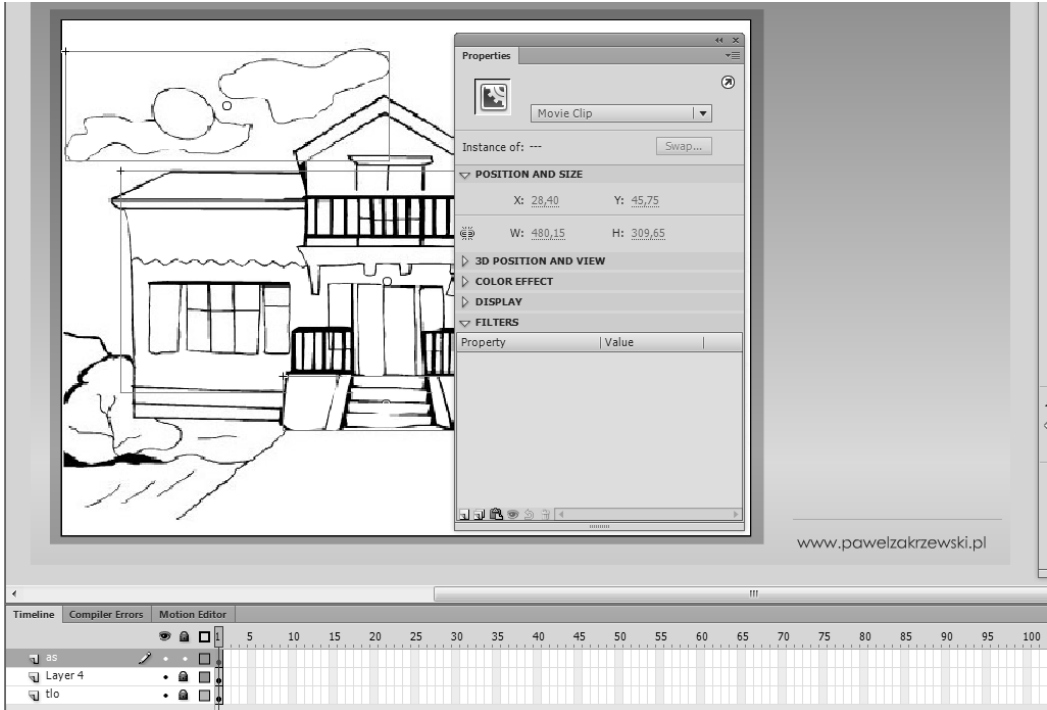 Properties
Movie Clip
Instance of: ---
Swap...
POSITION AND SIZE
X: 28,40 Y: 45,75
W: 480,15 H: 309,65
3D POSITION AND VIEW
COLOR EFFECT
DISPLAY
FILTERS
Property Value
www.pawelzakrzewski.pl
Timeline Compiler Errors Motion Editor
1 5 10 15 20 25 30 35 40 45 50 55 60 65 70 75 80 85 90 95 100
as
Layer 4
tlo